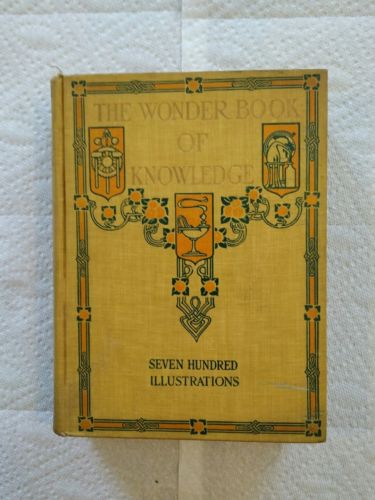 THE WONDER BOOK
OF
KNOWLEDGE
SEVEN HUNDRED
ILLUSTRATIONS